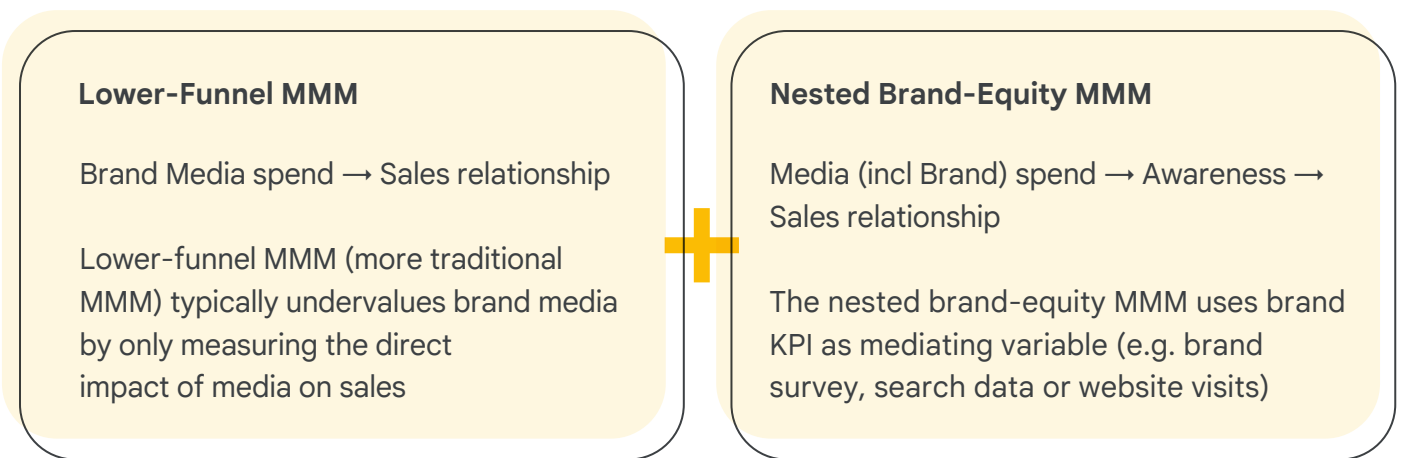 Lower-Funnel MMM
Brand Media spend → Sales relationship
Lower-funnel MMM (more traditional
MMM) typically undervalues brand media
by only measuring the direct
impact of media on sales
Nested Brand-Equity MMM
Media (incl Brand) spend → Awareness →
Sales relationship
The nested brand-equity MMM uses brand
KPI as mediating variable (e.g. brand
survey, search data or website visits)